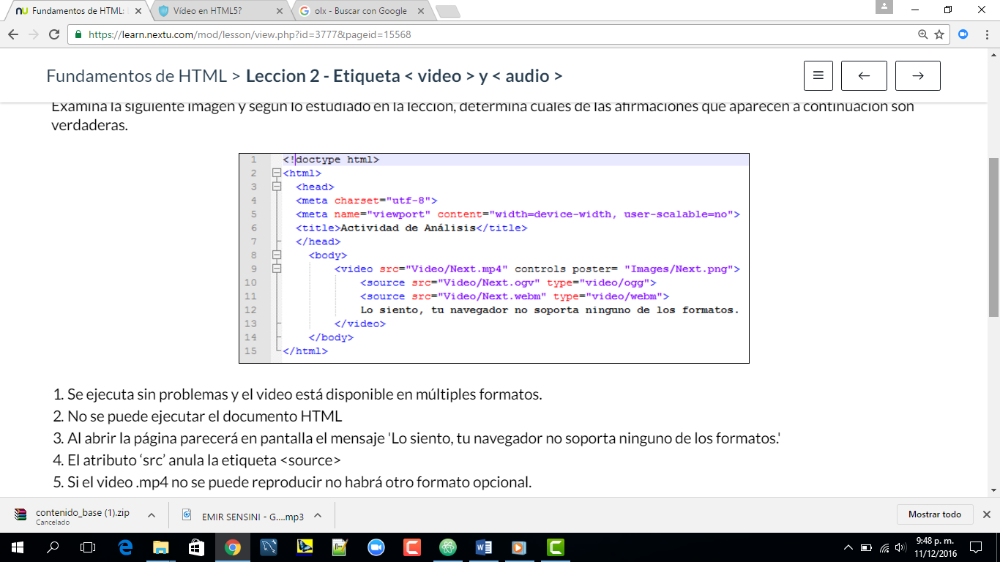 Fundamentos de HTML:
Vídeo en HTML5?
olx - Buscar con Google
https://learn.nextu.com/mod/lesson/view.php?id=3777&pageid=15568
Fundamentos de HTML > Leccion 2 - Etiqueta < video > y < audio >
Examina la siguiente imagen y según lo estudiado en la lección, determina cuáles de las afirmaciones que aparecen a continuación son
verdaderas.
1 <!doctype html>
2 <html>
3 <head>
4 <meta charset="utf-8">
5 <meta name="viewport" content="width=device-width, user-scalable=no">
6 <title>Actividad de Análisis</title>
7 </head>
8 <body>
9 <video src="Video/Next.mp4" controls poster= "Images/Next.png">
10 <source src="Video/Next.ogv" type="video/ogg">
11 <source src="Video/Next.webm" type="video/webm">
12 Lo siento, tu navegador no soporta ninguno de los formatos.
13 </video>
14 </body>
15 </html>
1. Se ejecuta sin problemas y el video está disponible en múltiples formatos.
2. No se puede ejecutar el documento HTML
3. Al abrir la página parecerá en pantalla el mensaje 'Lo siento, tu navegador no soporta ninguno de los formatos.'
4. El atributo ‘src’ anula la etiqueta <source>
5. Si el video .mp4 no se puede reproducir no habrá otro formato opcional.
contenido_base (1).zip
Cancelado
EMIR SENSINI - G....mp3
Mostrar todo
9:48 p. m.
11/12/2016